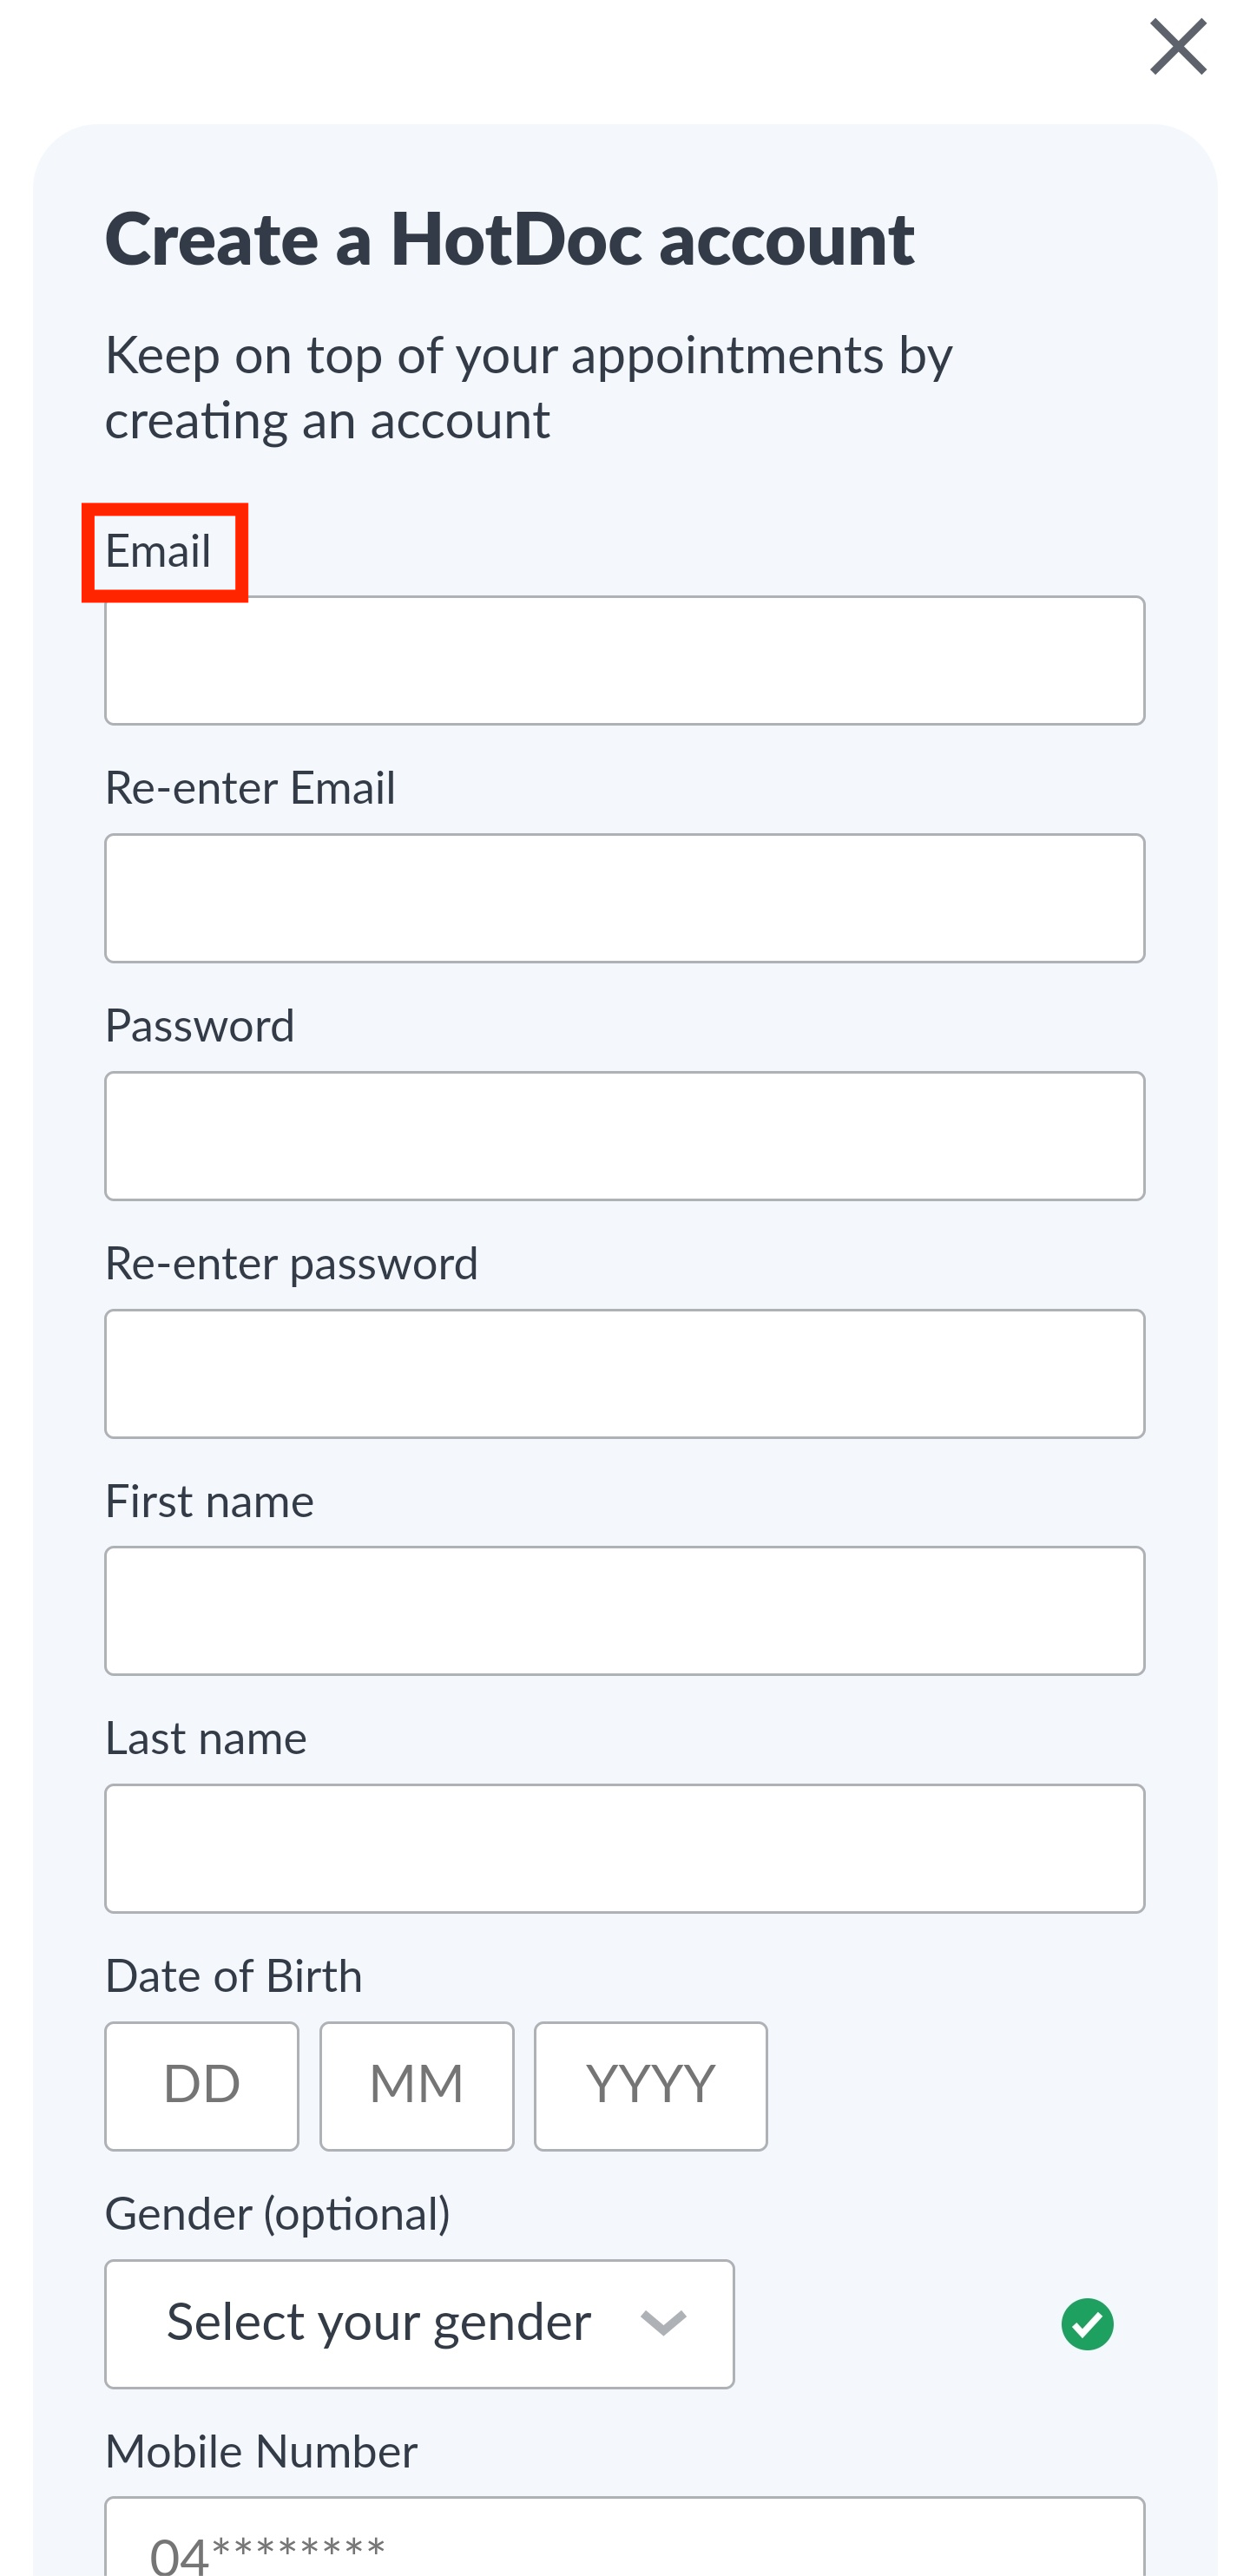 Create a HotDoc account
Keep on top of your appointments by
creating an account
Email
Re-enter Email
Password
Re-enter password
First name
Last name
Date of Birth
DD MM YYYY
Gender (optional)
Select your gender
Mobile Number
04********